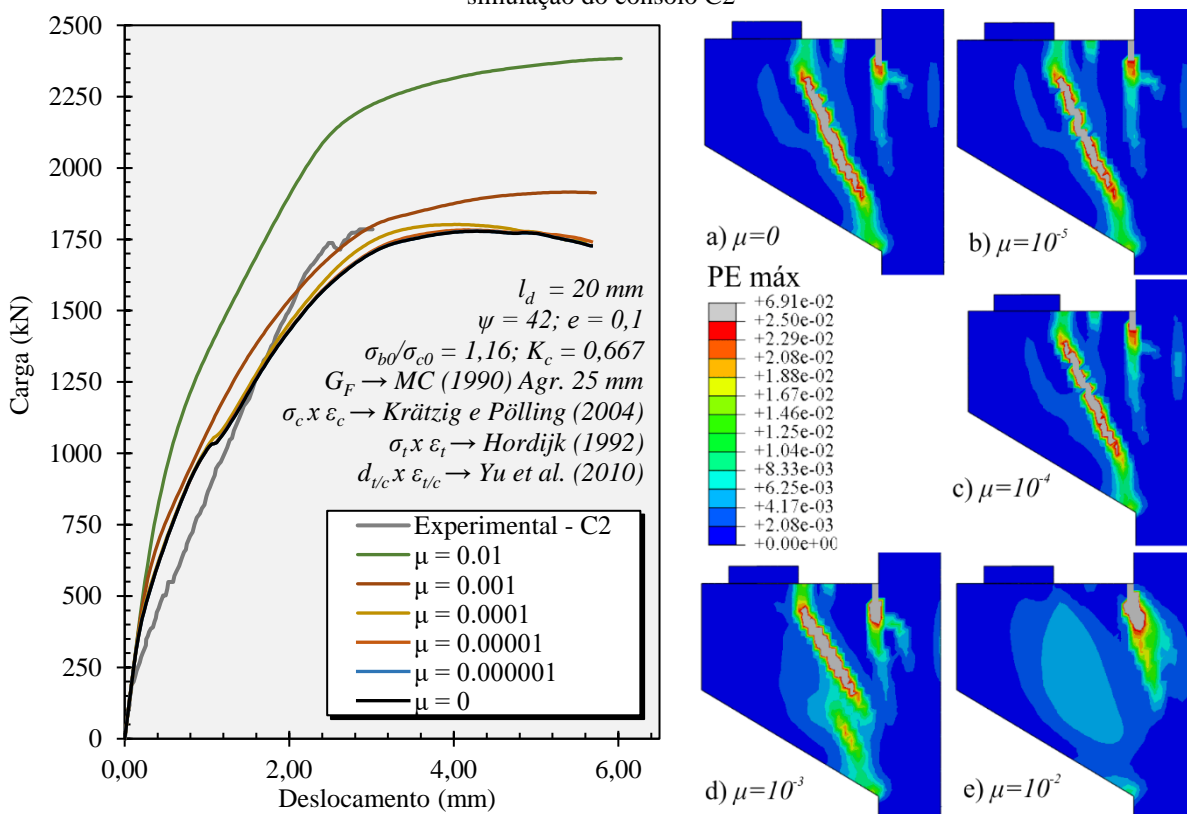 simulação do consolo C2
2500
2250
2000
1750
1500
1250
1000
750
500
250
0
Carga (kN)
0,00
2,00
4,00
6,00
Deslocamento (mm)
l_d = 20 mm
ψ = 42; e = 0,1
σ_b0/σ_c0 = 1,16; K_c = 0,667
G_F → MC (1990) Agr. 25 mm
σ_c x ε_c → Krätzig e Pölling (2004)
σ_t x ε_t → Hordijk (1992)
d_t/c x ε_t/c → Yu et al. (2010)
Experimental - C2
μ = 0.01
μ = 0.001
μ = 0.0001
μ = 0.00001
μ = 0.000001
μ = 0
a) μ=0
b) μ=10⁻⁵
PE máx
+6.91e-02
+2.50e-02
+2.29e-02
+2.08e-02
+1.88e-02
+1.67e-02
+1.46e-02
+1.25e-02
+1.04e-02
+8.33e-03
+6.25e-03
+4.17e-03
+2.08e-03
+0.00e+00
c) μ=10⁻⁴
d) μ=10⁻³
e) μ=10⁻²